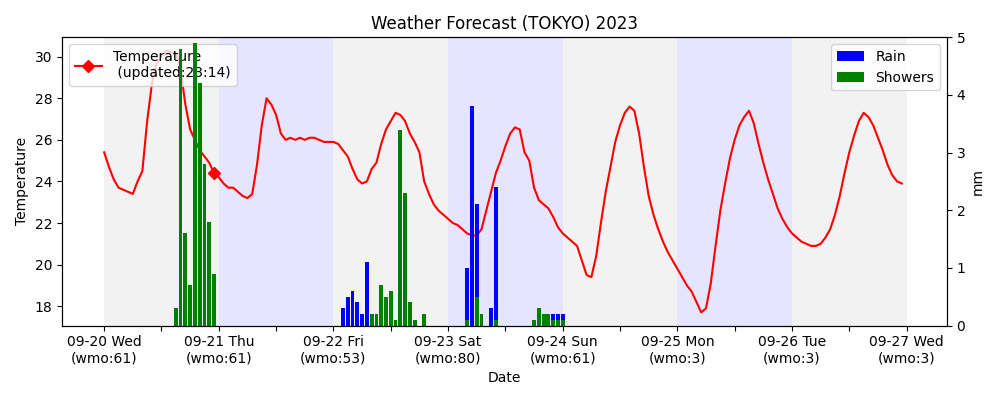 Weather Forecast (TOKYO) 2023
Temperature
(updated:23:14)
Rain
Showers
30
28
26
24
22
20
18
Temperature
5
4
3
2
1
0
mm
09-20 Wed 09-21 Thu 09-22 Fri 09-23 Sat 09-24 Sun 09-25 Mon 09-26 Tue 09-27 Wed
(wmo:61) (wmo:61) (wmo:53) (wmo:80) (wmo:61) (wmo:3) (wmo:3) (wmo:3)
Date